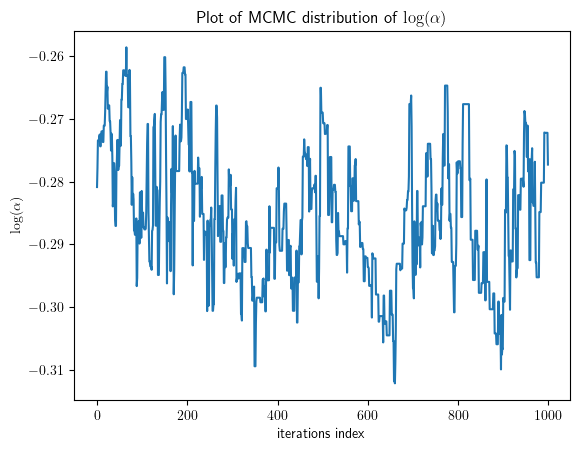 Plot of MCMC distribution of log(α)
−0.26
−0.27
−0.28
−0.29
−0.30
−0.31
log(α)
0 200 400 600 800 1000
iterations index